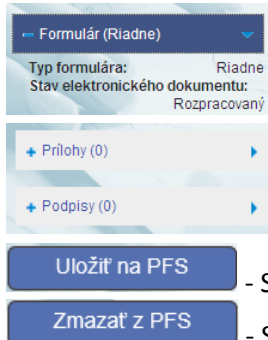 Formulár (Riadne)
Typ formulára: Riadne
Stav elektronického dokumentu:
Rozpracovaný
Prílohy (0)
Podpisy (0)
Uložiť na PFS - S
Zmazať z PFS - S